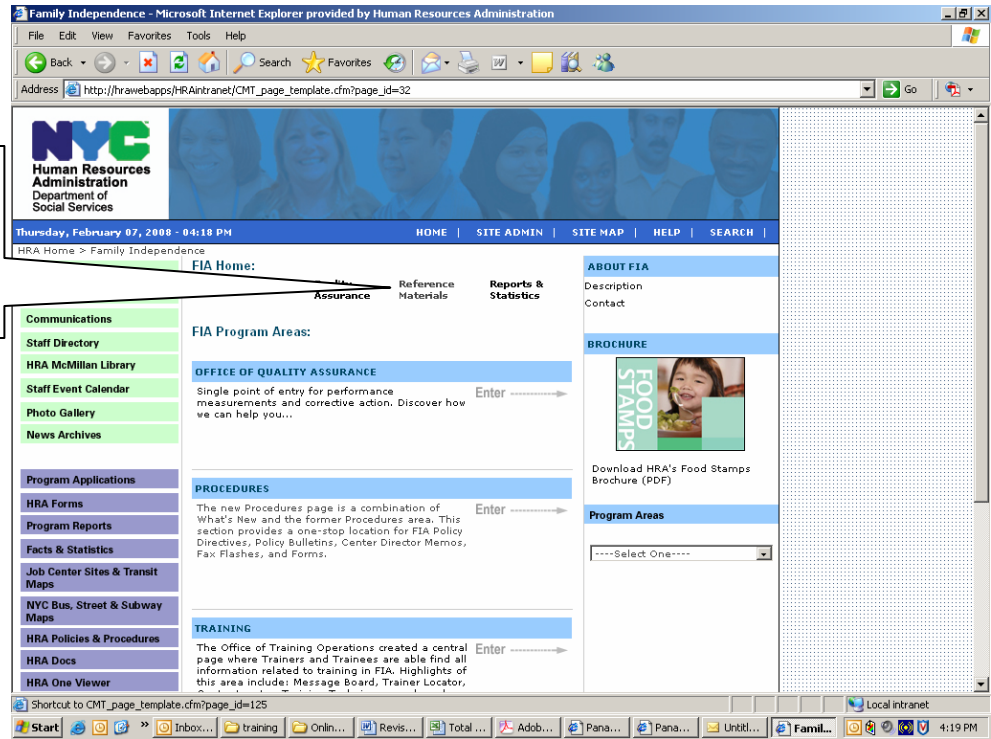 Family Independence - Microsoft Internet Explorer provided by Human Resources Administration
File Edit View Favorites Tools Help
Back Search Favorites
Address http://hrawebapps/HRAintranet/CMT_page_template.cfm?page_id=32 Go
NYC
Human Resources
Administration
Department of
Social Services
Thursday, February 07, 2008 - 04:18 PM HOME | SITE ADMIN | SITE MAP | HELP | SEARCH |
HRA Home > Family Independence
FIA Home:
Assurance
Reference
Materials
Reports &
Statistics
Communications
Staff Directory
HRA McMillan Library
Staff Event Calendar
Photo Gallery
News Archives
Program Applications
HRA Forms
Program Reports
Facts & Statistics
Job Center Sites & Transit
Maps
NYC Bus, Street & Subway
Maps
HRA Policies & Procedures
HRA Docs
HRA One Viewer
FIA Program Areas:
OFFICE OF QUALITY ASSURANCE
Single point of entry for performance
measurements and corrective action. Discover how
we can help you...
Enter
PROCEDURES
The new Procedures page is a combination of
What's New and the former Procedures area. This
section provides a one-stop location for FIA Policy
Directives, Policy Bulletins, Center Director Memos,
Fax Flashes, and Forms.
Enter
TRAINING
The Office of Training Operations created a central
page where Trainers and Trainees are able find all
information related to training in FIA. Highlights of
this area include: Message Board, Trainer Locator,
Enter
ABOUT FIA
Description
Contact
BROCHURE
FOOD
STAMPS
Download HRA's Food Stamps
Brochure (PDF)
Program Areas
----Select One----
Shortcut to CMT_page_template.cfm?page_id=125 Local intranet
Start » Inbox... training Onlin... Revis... Total ... Adob... Pana... Pana... Untitl... Famil... 4:19 PM